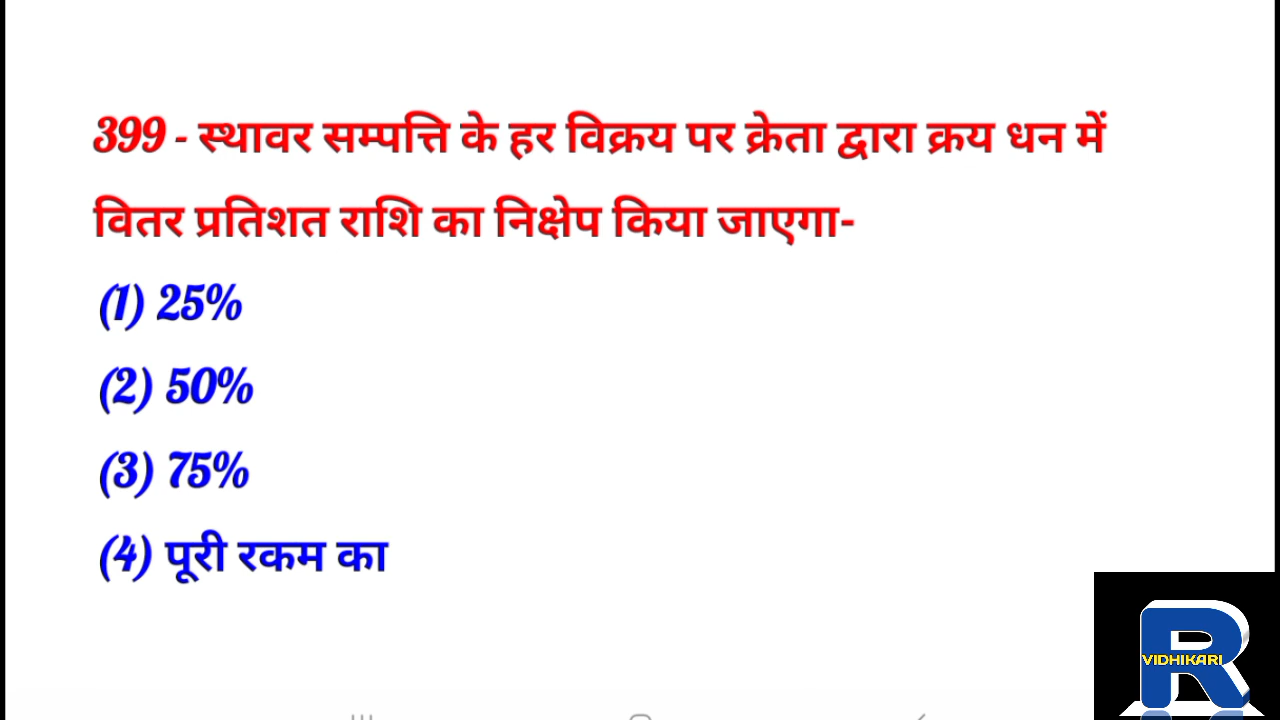 399 - स्थावर सम्पत्ति के हर विक्रय पर क्रेता द्वारा क्रय धन में
वितर प्रतिशत राशि का निक्षेप किया जाएगा-
(1) 25%
(2) 50%
(3) 75%
(4) पूरी रकम का
R
VIDHIKARI